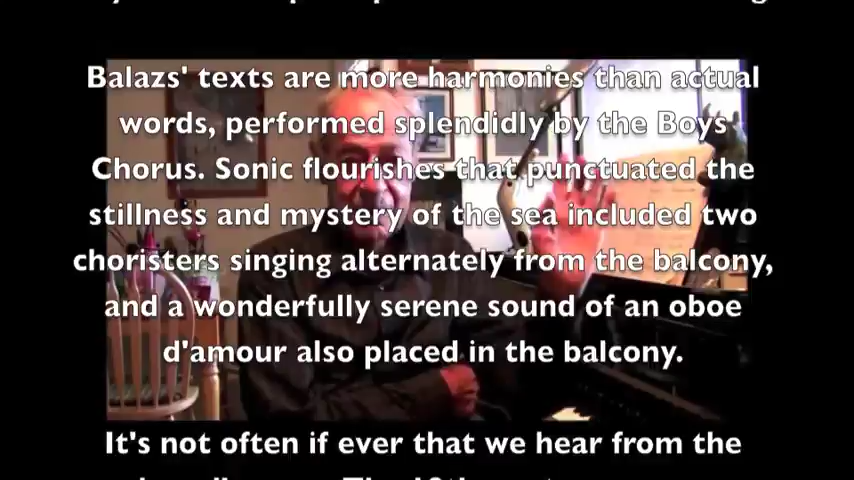 Balazs' texts are more harmonies than actual
words, performed splendidly by the Boys
Chorus. Sonic flourishes that punctuated the
stillness and mystery of the sea included two
choristers singing alternately from the balcony,
and a wonderfully serene sound of an oboe
d'amour also placed in the balcony.
It's not often if ever that we hear from the